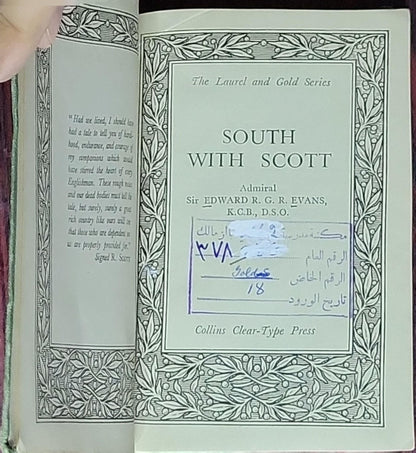 "Had we lived, I should have
had a tale to tell you of hardi-
hood, endurance, and courage of
my companions which would
have stirred the heart of every
Englishman. These rough notes
and our dead bodies must tell the
tale, but surely, surely a great
rich country like ours will see
that those who are dependent on
us are properly provided for."
Signed R. SCOTT.
The Laurel and Gold Series
SOUTH
WITH SCOTT
Admiral
Sir EDWARD R. G. R. EVANS,
K.C.B., D.S.O.
مكتبة مدرسة الزمالك
الرقم العام ٣٧٨
الرقم الخاص
18
تاريخ الورود
Collins Clear-Type Press